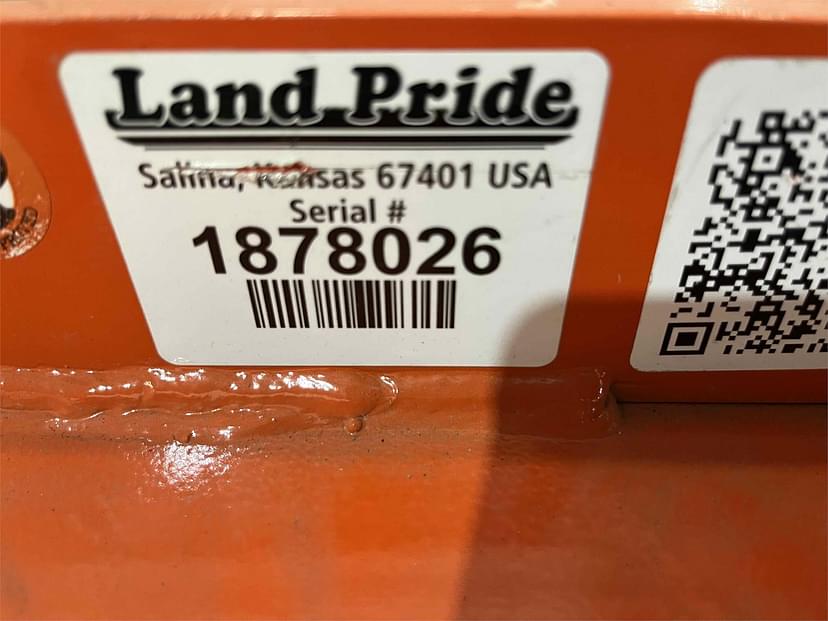 Land Pride
Salina, Kansas 67401 USA
Serial #
1878026